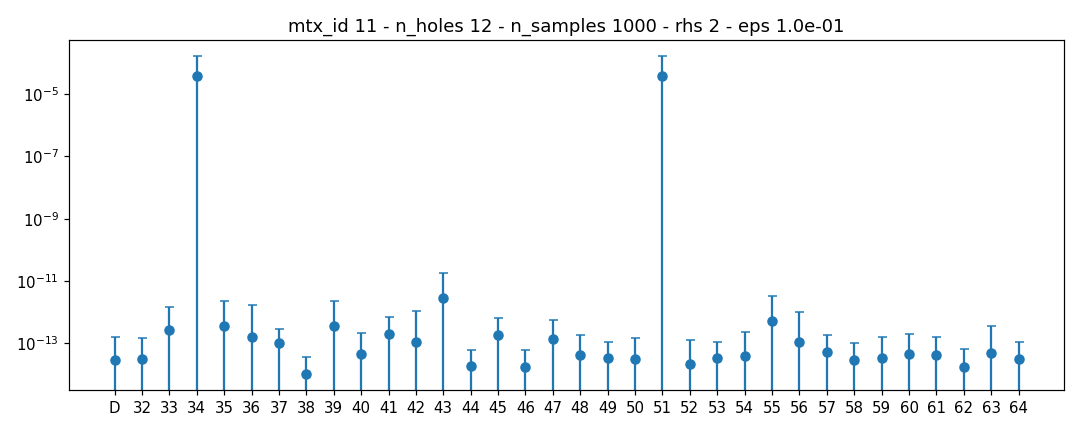 mtx_id 11 - n_holes 12 - n_samples 1000 - rhs 2 - eps 1.0e-01
10⁻⁵
10⁻⁷
10⁻⁹
10⁻¹¹
10⁻¹³
D 32 33 34 35 36 37 38 39 40 41 42 43 44 45 46 47 48 49 50 51 52 53 54 55 56 57 58 59 60 61 62 63 64